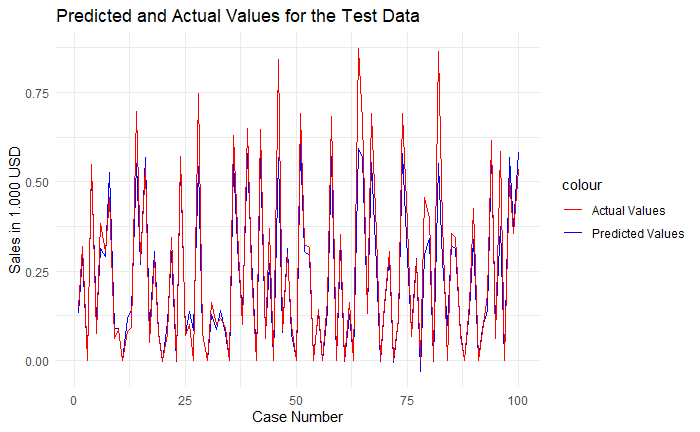 Predicted and Actual Values for the Test Data
Sales in 1.000 USD
0.75
0.50
0.25
0.00
0
25
50
75
100
Case Number
colour
Actual Values
Predicted Values